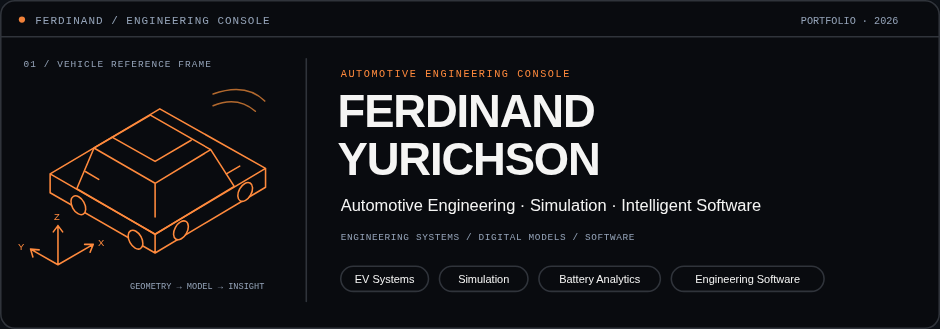 FERDINAND / ENGINEERING CONSOLE
PORTFOLIO · 2026
01 / VEHICLE REFERENCE FRAME
Z
Y
X
GEOMETRY → MODEL → INSIGHT
AUTOMOTIVE ENGINEERING CONSOLE
FERDINAND
YURICHSON
Automotive Engineering · Simulation · Intelligent Software
ENGINEERING SYSTEMS / DIGITAL MODELS / SOFTWARE
EV Systems
Simulation
Battery Analytics
Engineering Software